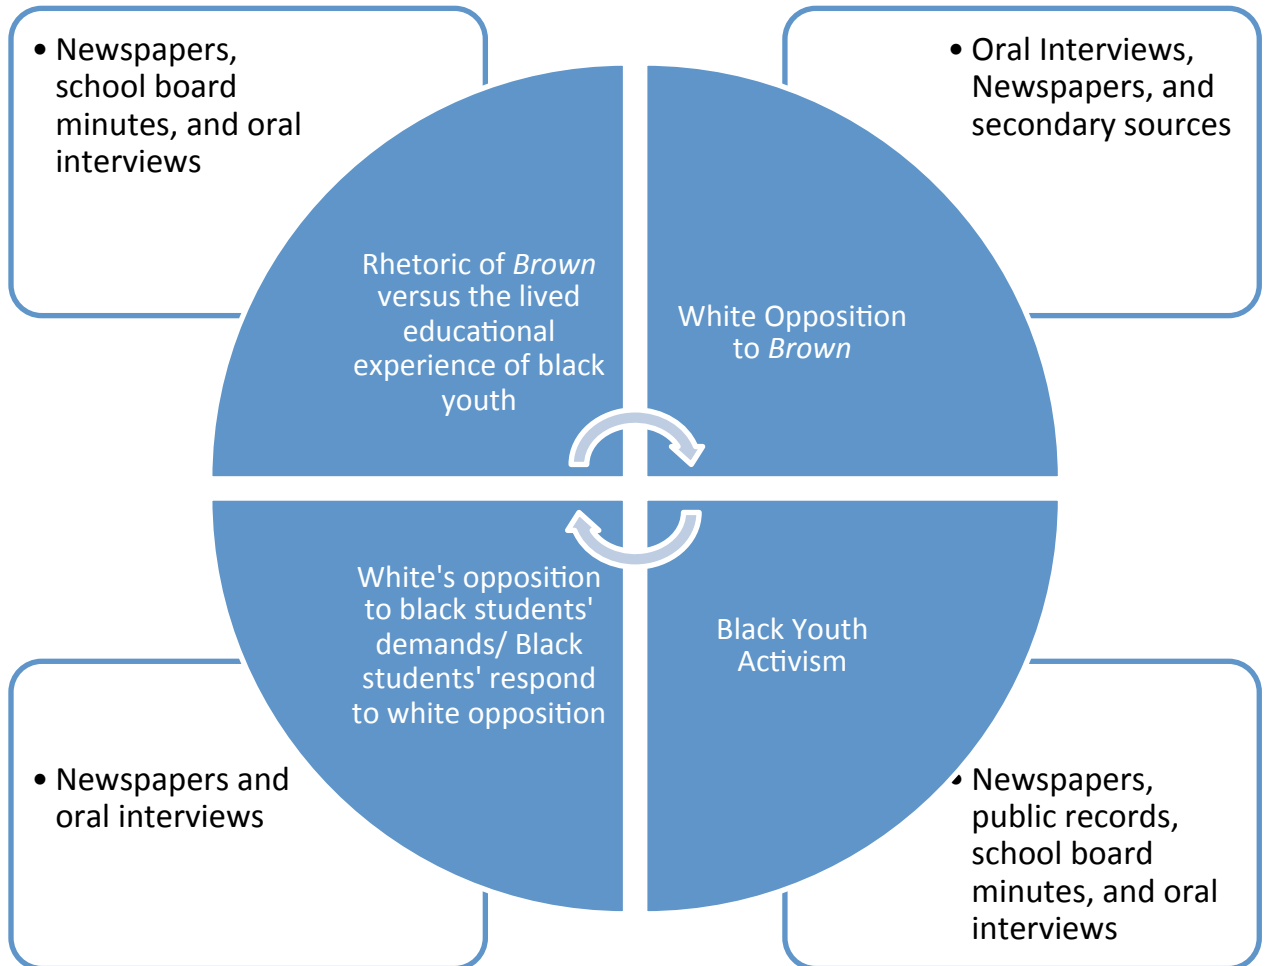 • Newspapers,
school board
minutes, and oral
interviews
• Oral Interviews,
Newspapers, and
secondary sources
Rhetoric of Brown
versus the lived
educational
experience of black
youth
White Opposition
to Brown
White's opposition
to black students'
demands/ Black
students' respond
to white opposition
Black Youth
Activism
• Newspapers and
oral interviews
• Newspapers,
public records,
school board
minutes, and oral
interviews